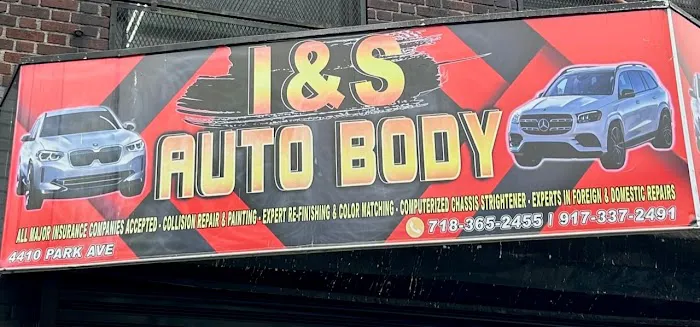 I & S
AUTO BODY
ALL MAJOR INSURANCE COMPANIES ACCEPTED - COLLISION REPAIR & PAINTING - EXPERT RE-FINISHING & COLOR MATCHING - COMPUTERIZED CHASSIS STRIGHTENER - EXPERTS IN FOREIGN & DOMESTIC REPAIRS
4410 PARK AVE
718-365-2455 / 917-337-2491